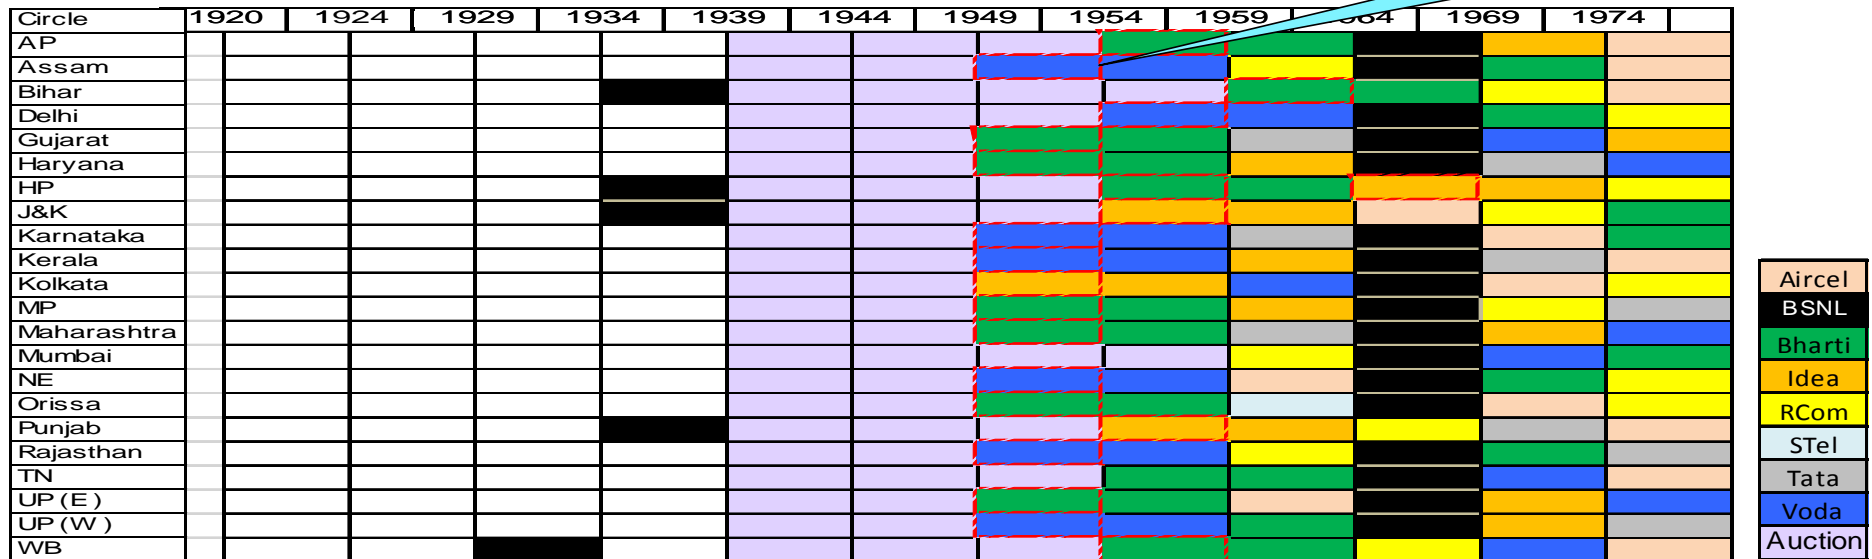 Circle 1920 1924 1929 1934 1939 1944 1949 1954 1959 1969 1974
AP
Assam
Bihar
Delhi
Gujarat
Haryana
HP
J&K
Karnataka
Kerala
Kolkata
MP
Maharashtra
Mumbai
NE
Orissa
Punjab
Rajasthan
TN
UP (E)
UP (W)
WB
Aircel
BSNL
Bharti
Idea
RCom
STel
Tata
Voda
Auction